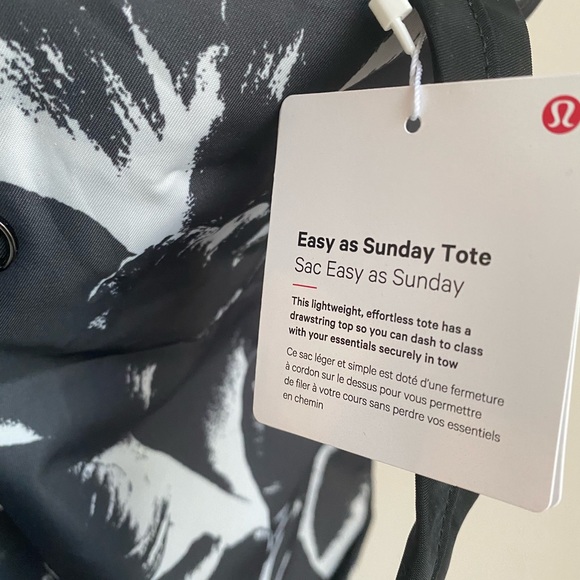 Easy as Sunday Tote
Sac Easy as Sunday
This lightweight, effortless tote has a
drawstring top so you can dash to class
with your essentials securely in tow
Ce sac léger et simple est doté d'une fermeture
à cordon sur le dessus pour vous permettre
de filer à votre cours sans perdre vos essentiels
en chemin